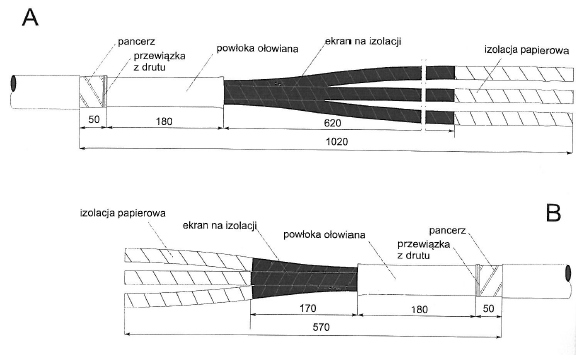 A
pancerz
przewiązka
z drutu
powłoka ołowiana
ekran na izolacji
izolacja papierowa
50
180
620
1020
B
izolacja papierowa
ekran na izolacji
powłoka ołowiana
pancerz
przewiązka
z drutu
170
180
50
570